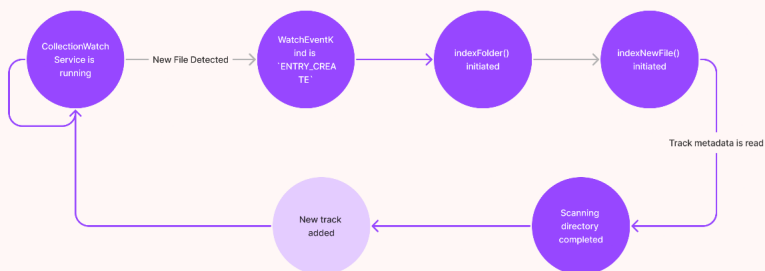 CollectionWatch
Service is
running
New File Detected
WatchEventK
ind is
`ENTRY_CREA
TE`
indexFolder()
initiated
indexNewFile()
initiated
Track metadata is read
Scanning
directory
completed
New track
added